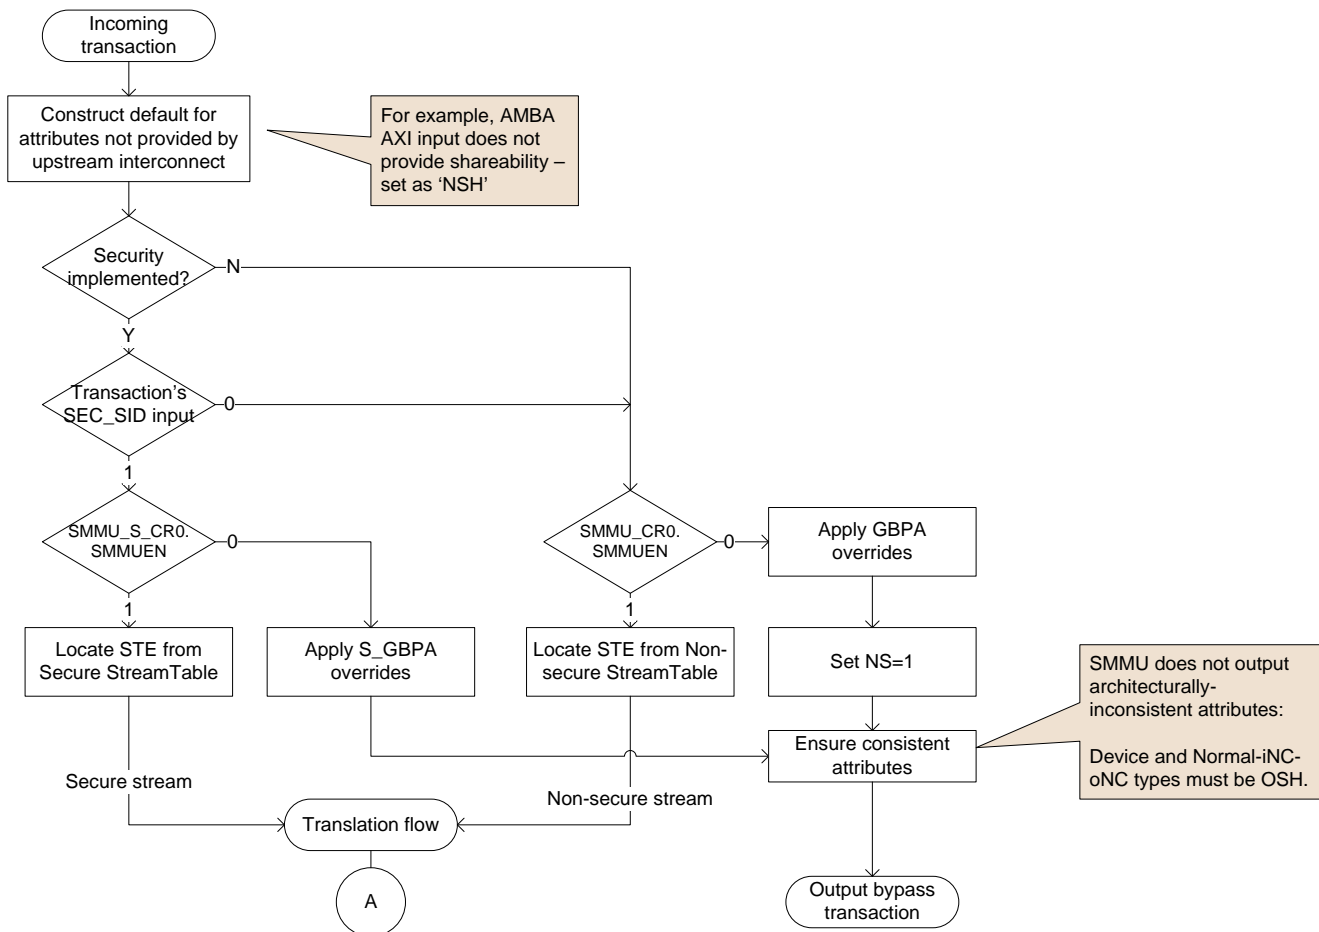 Incoming
transaction
Construct default for
attributes not provided by
upstream interconnect
For example, AMBA
AXI input does not
provide shareability –
set as ‘NSH’
Security
implemented?
N
Y
Transaction’s
SEC_SID input
0
1
SMMU_S_CR0.
SMMUEN
0
SMMU_CR0.
SMMUEN
0
Apply GBPA
overrides
1
1
Locate STE from
Secure StreamTable
Apply S_GBPA
overrides
Locate STE from Non-
secure StreamTable
Set NS=1
SMMU does not output
architecturally-
inconsistent attributes:
Device and Normal-iNC-
oNC types must be OSH.
Ensure consistent
attributes
Secure stream
Non-secure stream
Translation flow
A
Output bypass
transaction